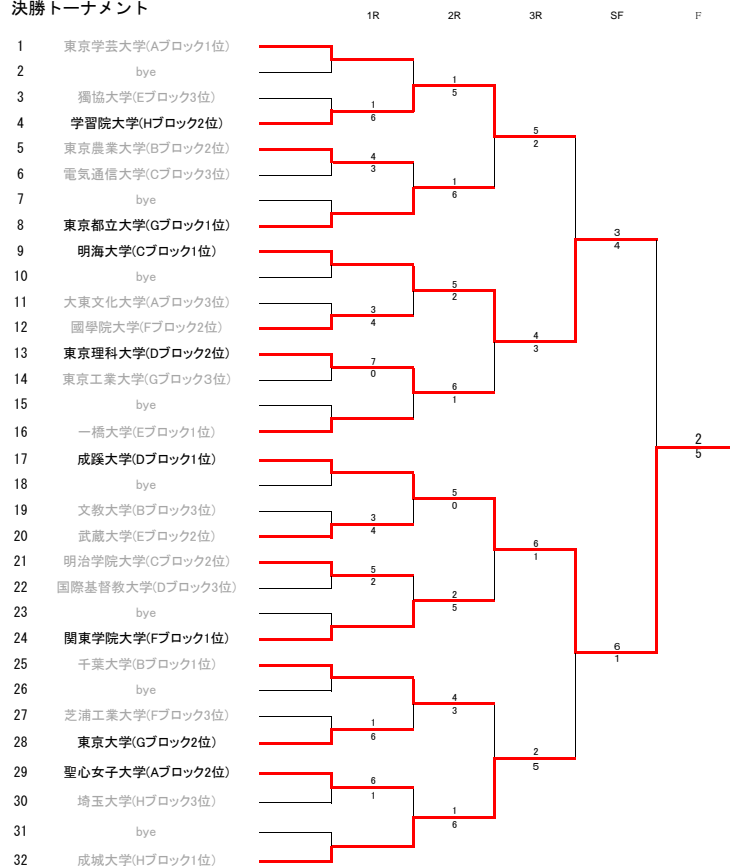 決勝トーナメント
1R 2R 3R SF F
1 東京学芸大学(Aブロック1位)
2 bye
1
5
3 獨協大学(Eブロック3位)
1
6
4 学習院大学(Hブロック2位)
5
2
5 東京農業大学(Bブロック2位)
4
3
6 電気通信大学(Cブロック3位)
1
6
7 bye
8 東京都立大学(Gブロック1位)
3
4
9 明海大学(Cブロック1位)
10 bye
5
2
11 大東文化大学(Aブロック3位)
3
4
12 國學院大学(Fブロック2位)
4
3
13 東京理科大学(Dブロック2位)
7
0
14 東京工業大学(Gブロック3位)
6
1
15 bye
16 一橋大学(Eブロック1位)
2
5
17 成蹊大学(Dブロック1位)
18 bye
5
0
19 文教大学(Bブロック3位)
3
4
20 武蔵大学(Eブロック2位)
6
1
21 明治学院大学(Cブロック2位)
5
2
22 国際基督教大学(Dブロック3位)
2
5
23 bye
24 関東学院大学(Fブロック1位)
6
1
25 千葉大学(Bブロック1位)
26 bye
4
3
27 芝浦工業大学(Fブロック3位)
1
6
28 東京大学(Gブロック2位)
2
5
29 聖心女子大学(Aブロック2位)
6
1
30 埼玉大学(Hブロック3位)
1
6
31 bye
32 成城大学(Hブロック1位)